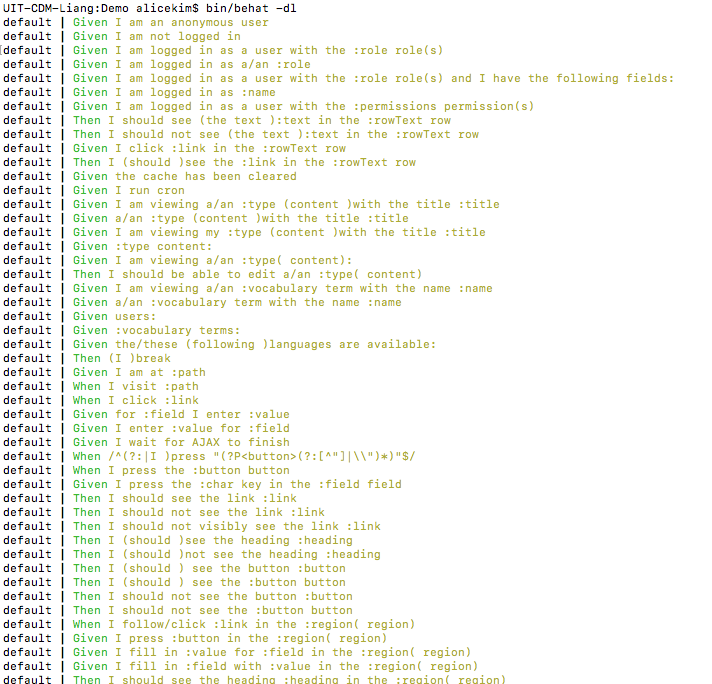 UIT-CDM-Liang:Demo alicekim$ bin/behat -dl
default | Given I am an anonymous user
default | Given I am not logged in
default | Given I am logged in as a user with the :role role(s)
default | Given I am logged in as a/an :role
default | Given I am logged in as a user with the :role role(s) and I have the following fields:
default | Given I am logged in as :name
default | Given I am logged in as a user with the :permissions permission(s)
default | Then I should see (the text ):text in the :rowText row
default | Then I should not see (the text ):text in the :rowText row
default | Given I click :link in the :rowText row
default | Then I (should )see the :link in the :rowText row
default | Given the cache has been cleared
default | Given I run cron
default | Given I am viewing a/an :type (content )with the title :title
default | Given a/an :type (content )with the title :title
default | Given I am viewing my :type (content )with the title :title
default | Given :type content:
default | Given I am viewing a/an :type( content):
default | Then I should be able to edit a/an :type( content)
default | Given I am viewing a/an :vocabulary term with the name :name
default | Given a/an :vocabulary term with the name :name
default | Given users:
default | Given :vocabulary terms:
default | Given the/these (following )languages are available:
default | Then (I )break
default | Given I am at :path
default | When I visit :path
default | When I click :link
default | Given for :field I enter :value
default | Given I enter :value for :field
default | Given I wait for AJAX to finish
default | When /^(?:|I )press "(?P<button>(?:[^"]|\\")*)"$/
default | When I press the :button button
default | Given I press the :char key in the :field field
default | Then I should see the link :link
default | Then I should not see the link :link
default | Then I should not visibly see the link :link
default | Then I (should )see the heading :heading
default | Then I (should )not see the heading :heading
default | Then I (should ) see the button :button
default | Then I (should ) see the :button button
default | Then I should not see the button :button
default | Then I should not see the :button button
default | When I follow/click :link in the :region( region)
default | Given I press :button in the :region( region)
default | Given I fill in :value for :field in the :region( region)
default | Given I fill in :field with :value in the :region( region)
default | Then I should see the heading :heading in the :region( region)